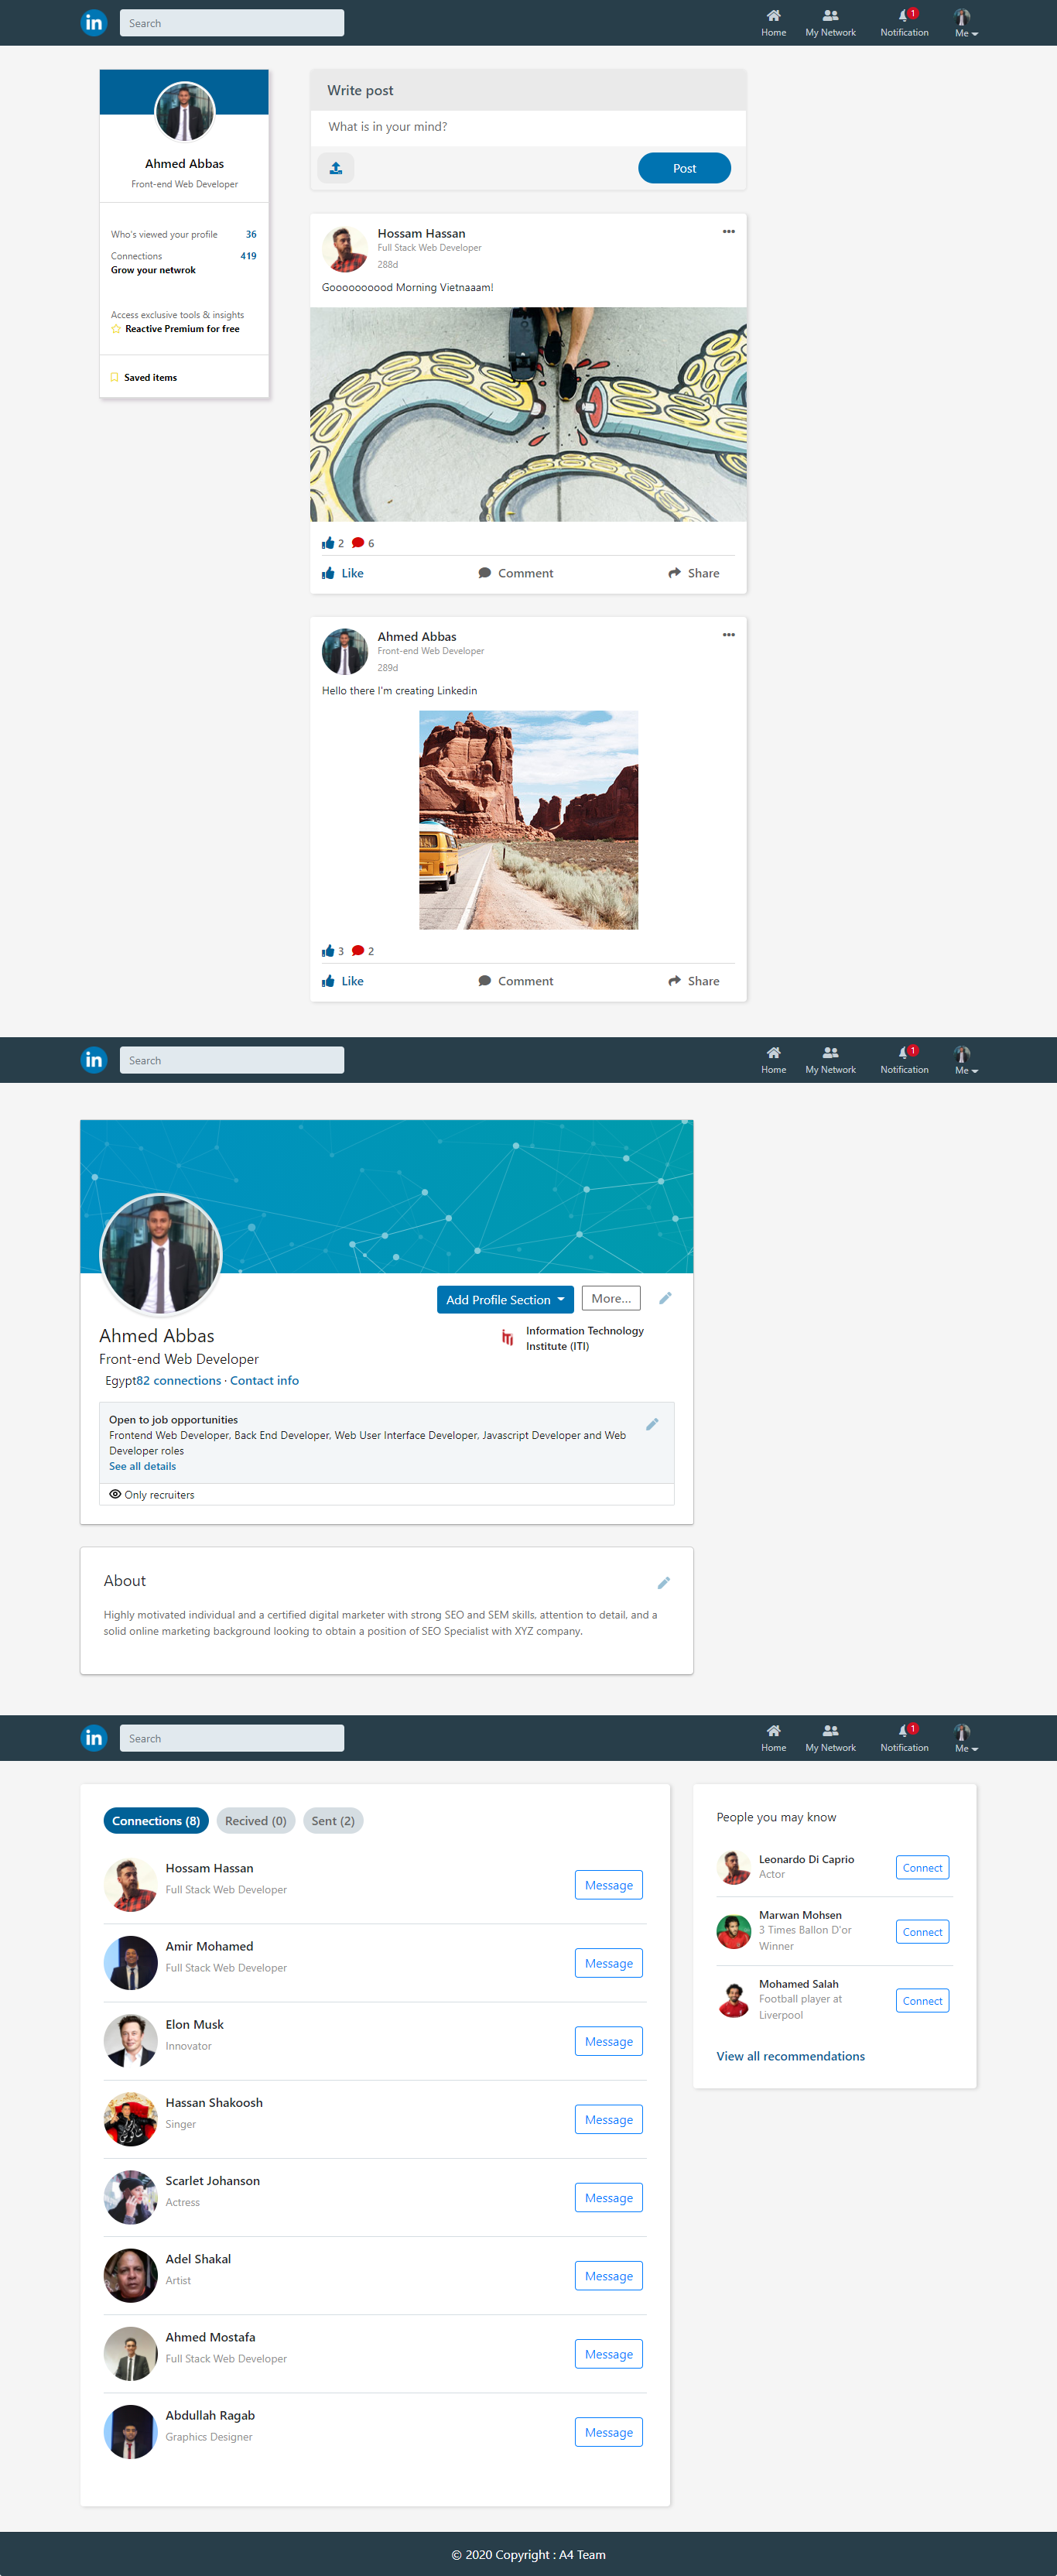 in
Search
Home
My Network
1
Notification
Me
Ahmed Abbas
Front-end Web Developer
Who's viewed your profile 36
Connections 419
Grow your netwrok
Access exclusive tools & insights
Reactive Premium for free
Saved items
Write post
What is in your mind?
Post
Hossam Hassan
Full Stack Web Developer
288d
Goooooooood Morning Vietnaaam!
2 6
Like Comment Share
Ahmed Abbas
Front-end Web Developer
289d
Hello there I'm creating Linkedin
3 2
Like Comment Share
in
Search
Home
My Network
1
Notification
Me
Add Profile Section More...
Ahmed Abbas
Front-end Web Developer
Egypt82 connections · Contact info
iti
Information Technology
Institute (ITI)
Open to job opportunities
Frontend Web Developer, Back End Developer, Web User Interface Developer, Javascript Developer and Web
Developer roles
See all details
Only recruiters
About
Highly motivated individual and a certified digital marketer with strong SEO and SEM skills, attention to detail, and a
solid online marketing background looking to obtain a position of SEO Specialist with XYZ company.
in
Search
Home
My Network
1
Notification
Me
Connections (8) Recived (0) Sent (2)
Hossam Hassan
Full Stack Web Developer
Message
Amir Mohamed
Full Stack Web Developer
Message
Elon Musk
Innovator
Message
Hassan Shakoosh
Singer
Message
Scarlet Johanson
Actress
Message
Adel Shakal
Artist
Message
Ahmed Mostafa
Full Stack Web Developer
Message
Abdullah Ragab
Graphics Designer
Message
People you may know
Leonardo Di Caprio
Actor
Connect
Marwan Mohsen
3 Times Ballon D'or
Winner
Connect
Mohamed Salah
Football player at
Liverpool
Connect
View all recommendations
© 2020 Copyright : A4 Team